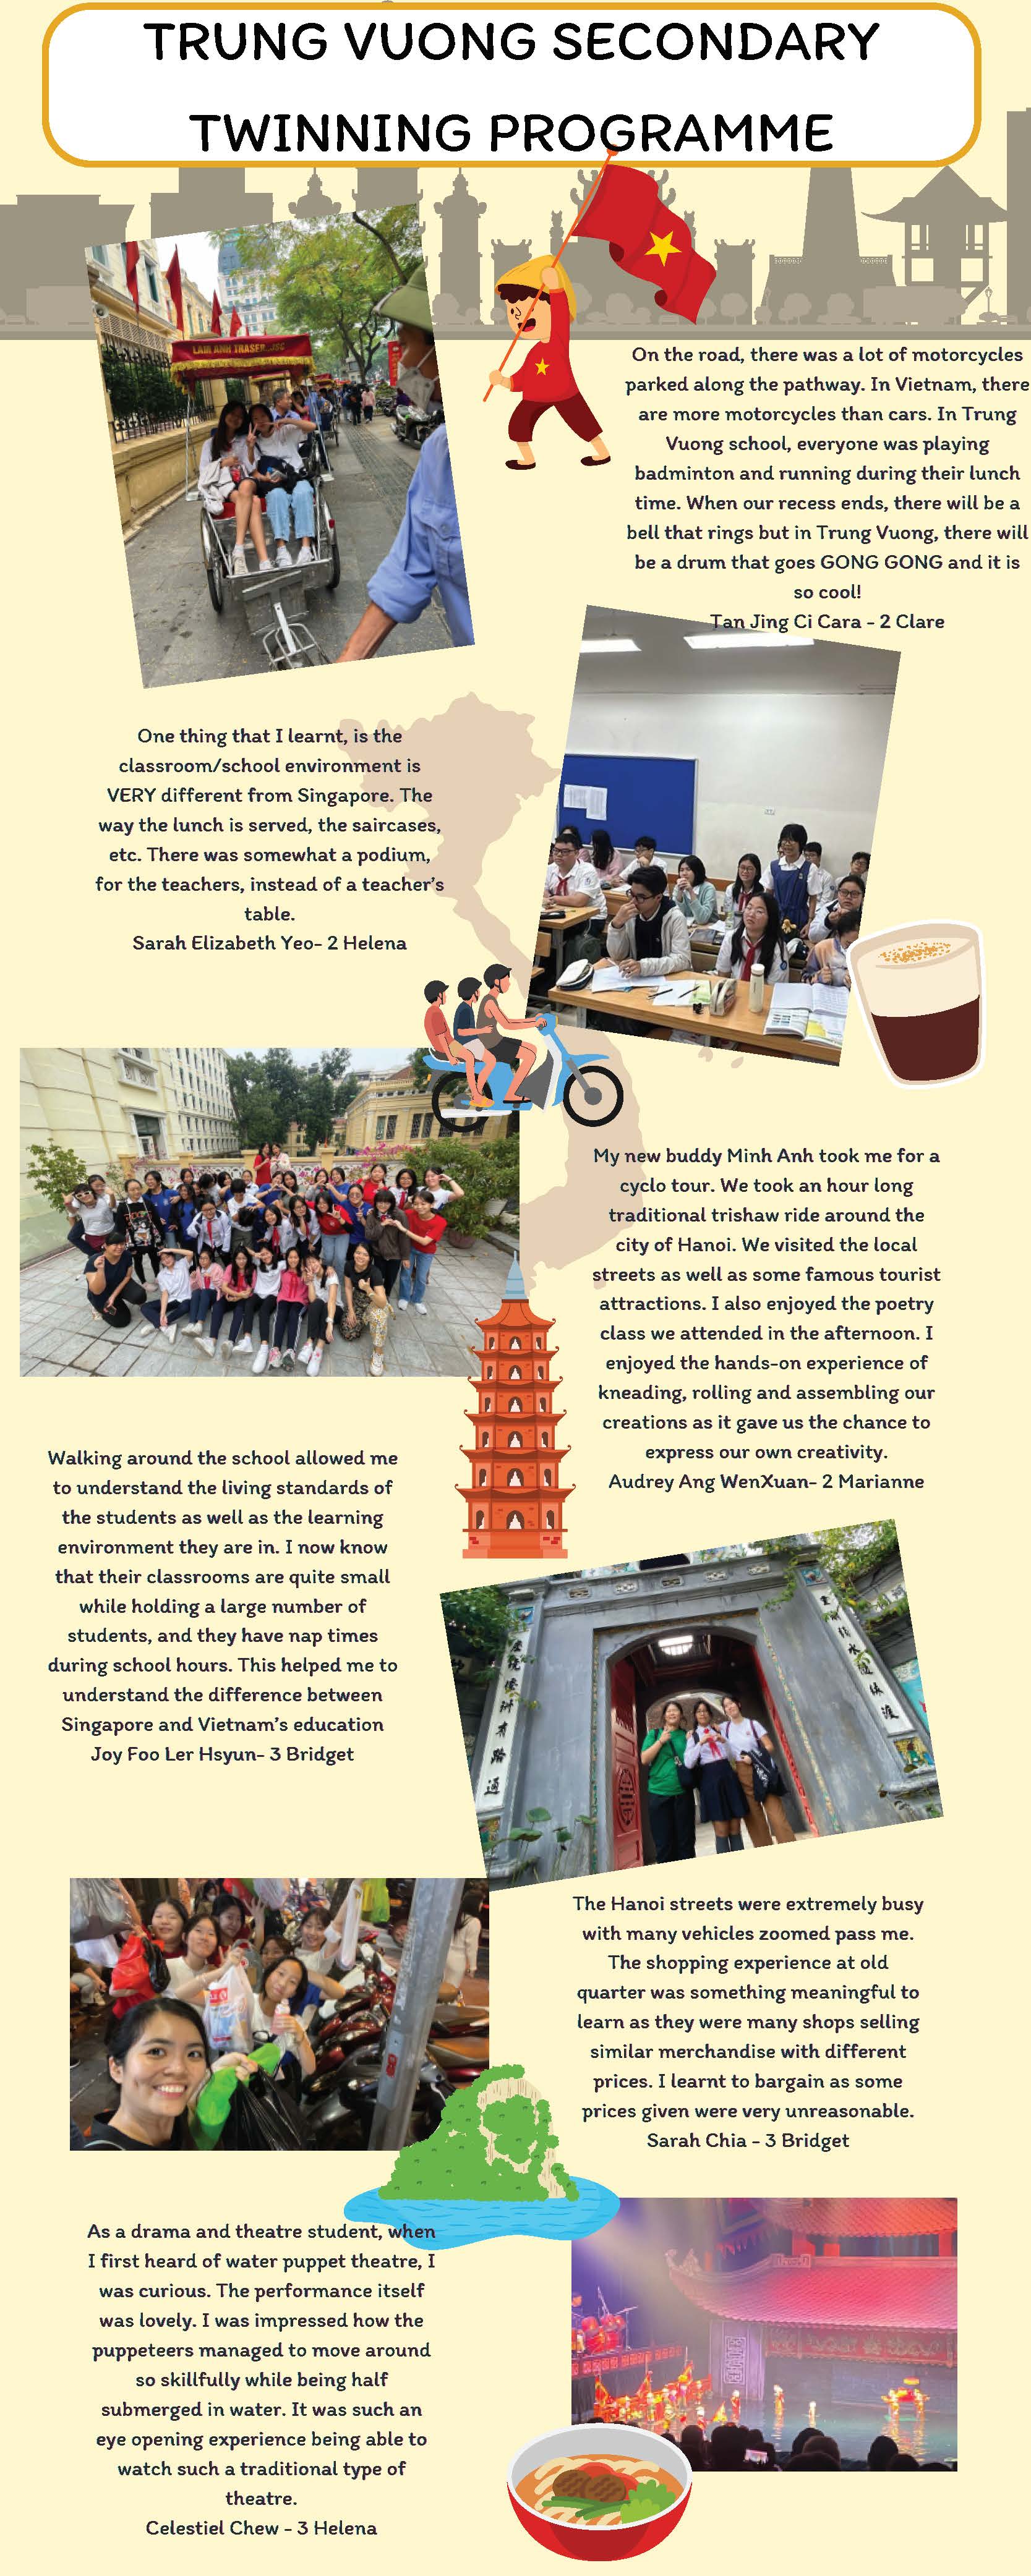 TRUNG VUONG SECONDARY
TWINNING PROGRAMME
LAM ANH TRASER..JSC
On the road, there was a lot of motorcycles
parked along the pathway. In Vietnam, there
are more motorcycles than cars. In Trung
Vuong school, everyone was playing
badminton and running during their lunch
time. When our recess ends, there will be a
bell that rings but in Trung Vuong, there will
be a drum that goes GONG GONG and it is
so cool!
Tan Jing Ci Cara - 2 Clare
One thing that I learnt, is the
classroom/school environment is
VERY different from Singapore. The
way the lunch is served, the saircases,
etc. There was somewhat a podium,
for the teachers, instead of a teacher's
table.
Sarah Elizabeth Yeo- 2 Helena
My new buddy Minh Anh took me for a
cyclo tour. We took an hour long
traditional trishaw ride around the
city of Hanoi. We visited the local
streets as well as some famous tourist
attractions. I also enjoyed the poetry
class we attended in the afternoon. I
enjoyed the hands-on experience of
kneading, rolling and assembling our
creations as it gave us the chance to
express our own creativity.
Audrey Ang WenXuan- 2 Marianne
Walking around the school allowed me
to understand the living standards of
the students as well as the learning
environment they are in. I now know
that their classrooms are quite small
while holding a large number of
students, and they have nap times
during school hours. This helped me to
understand the difference between
Singapore and Vietnam's education
Joy Foo Ler Hsyun- 3 Bridget
The Hanoi streets were extremely busy
with many vehicles zoomed pass me.
The shopping experience at old
quarter was something meaningful to
learn as they were many shops selling
similar merchandise with different
prices. I learnt to bargain as some
prices given were very unreasonable.
Sarah Chia - 3 Bridget
As a drama and theatre student, when
I first heard of water puppet theatre, I
was curious. The performance itself
was lovely. I was impressed how the
puppeteers managed to move around
so skillfully while being half
submerged in water. It was such an
eye opening experience being able to
watch such a traditional type of
theatre.
Celestiel Chew - 3 Helena